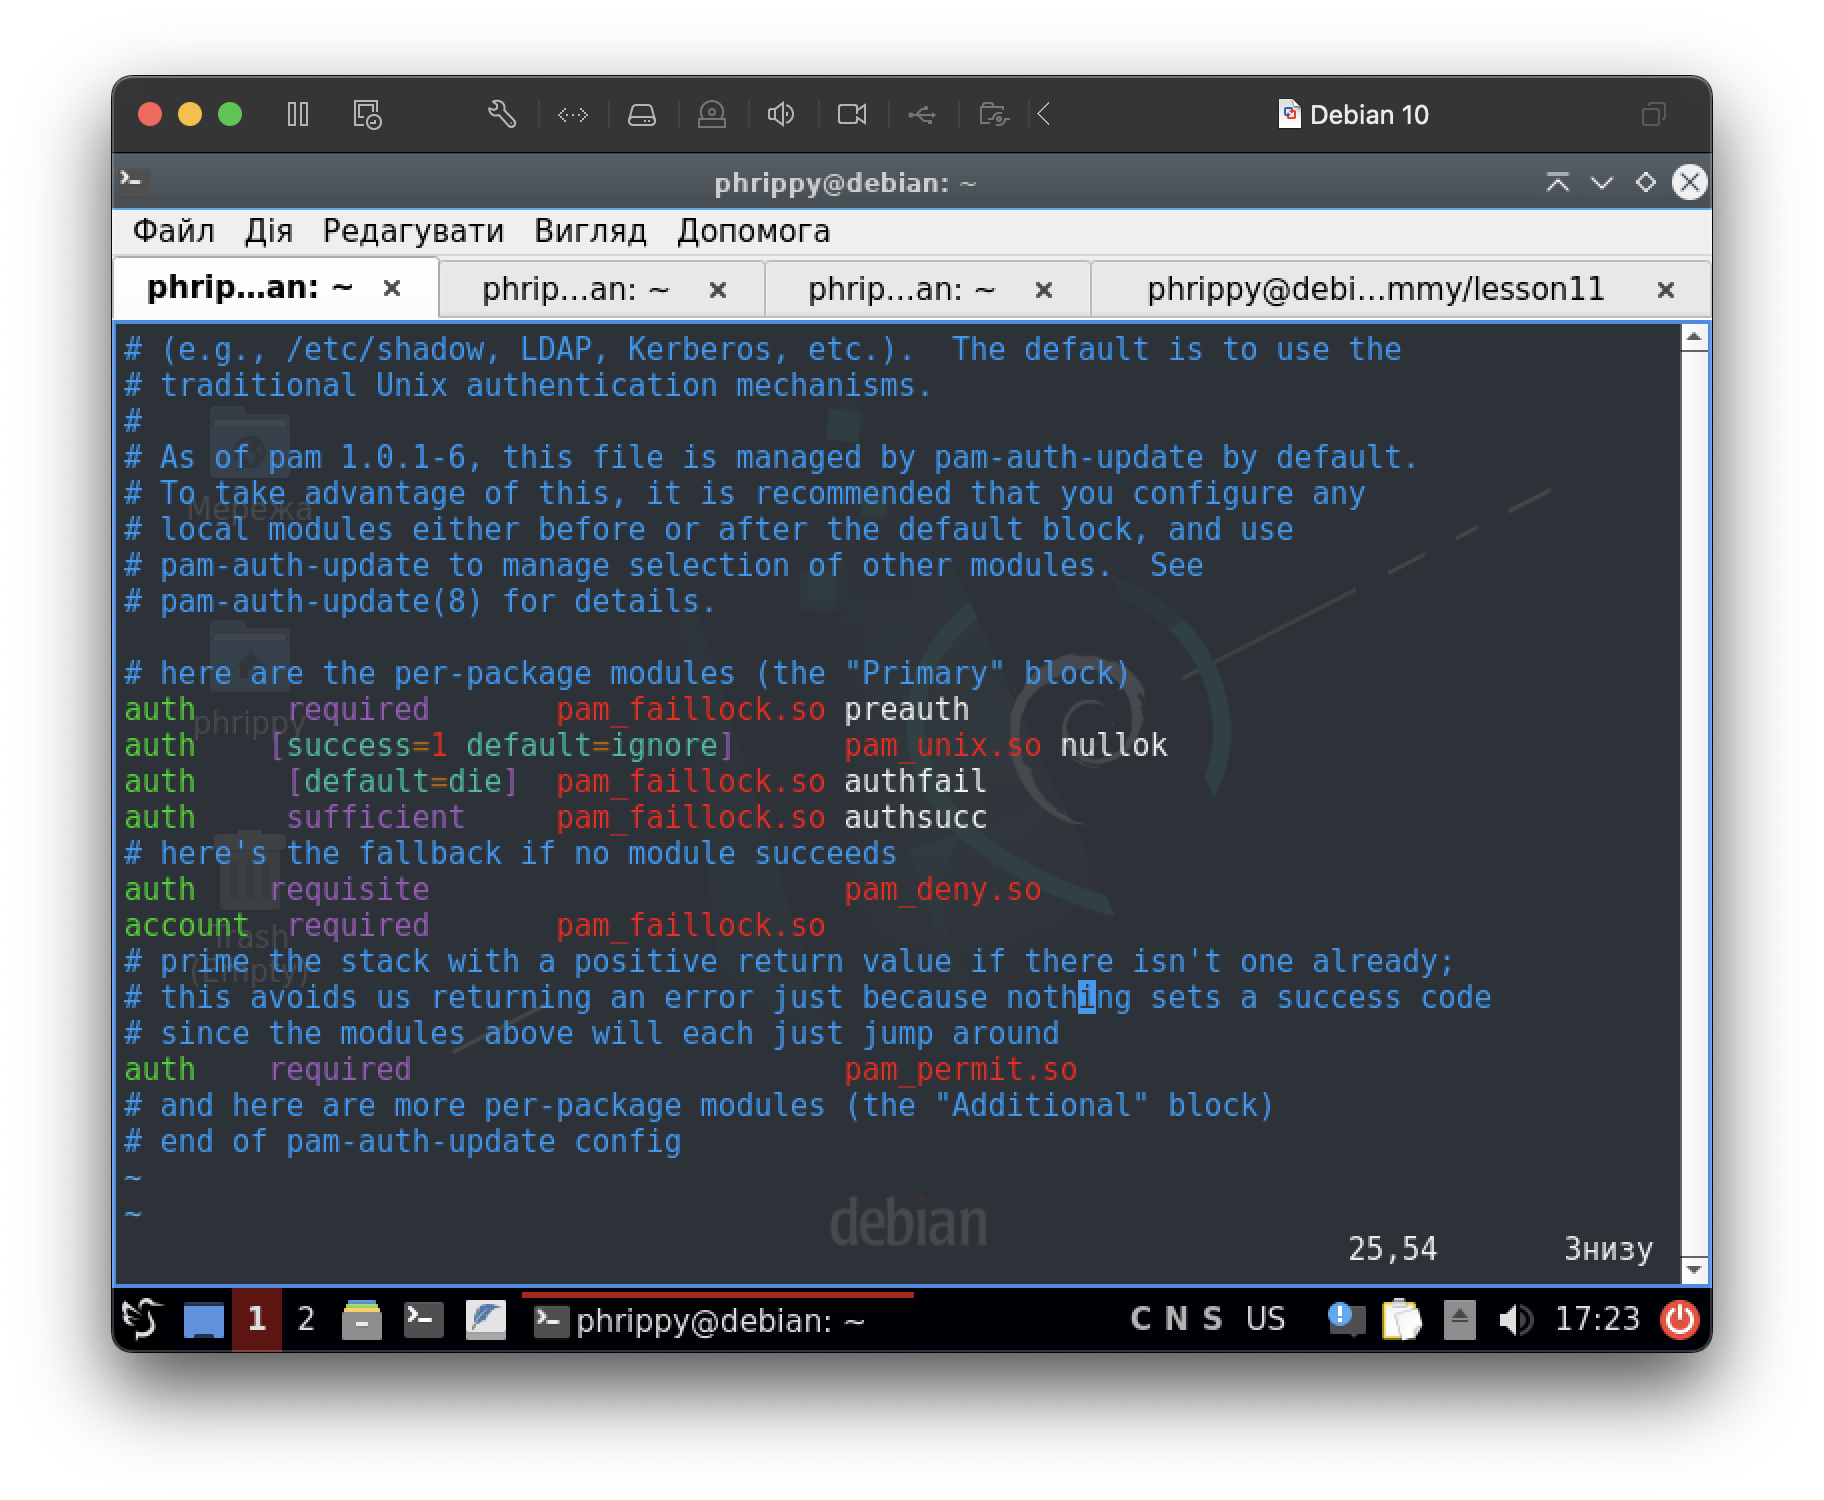 Debian 10
phrippy@debian: ~
Файл Дія Редагувати Вигляд Допомога
phrip...an: ~ phrip...an: ~ phrip...an: ~ phrippy@debi...mmy/lesson11
# (e.g., /etc/shadow, LDAP, Kerberos, etc.).  The default is to use the
# traditional Unix authentication mechanisms.
#
# As of pam 1.0.1-6, this file is managed by pam-auth-update by default.
# To take advantage of this, it is recommended that you configure any
Мережа
# local modules either before or after the default block, and use
# pam-auth-update to manage selection of other modules.  See
# pam-auth-update(8) for details.
# here are the per-package modules (the "Primary" block)
auth     required       pam_faillock.so preauth
phrippy
auth    [success=1 default=ignore]      pam_unix.so nullok
auth     [default=die]  pam_faillock.so authfail
auth     sufficient     pam_faillock.so authsucc
# here's the fallback if no module succeeds
auth    requisite                       pam_deny.so
account  required       pam_faillock.so
Trash
(Empty)
# prime the stack with a positive return value if there isn't one already;
# this avoids us returning an error just because nothing sets a success code
# since the modules above will each just jump around
auth    required                        pam_permit.so
# and here are more per-package modules (the "Additional" block)
# end of pam-auth-update config
~
~
debian
25,54 Знизу
1 2 phrippy@debian: ~ C N S US 17:23